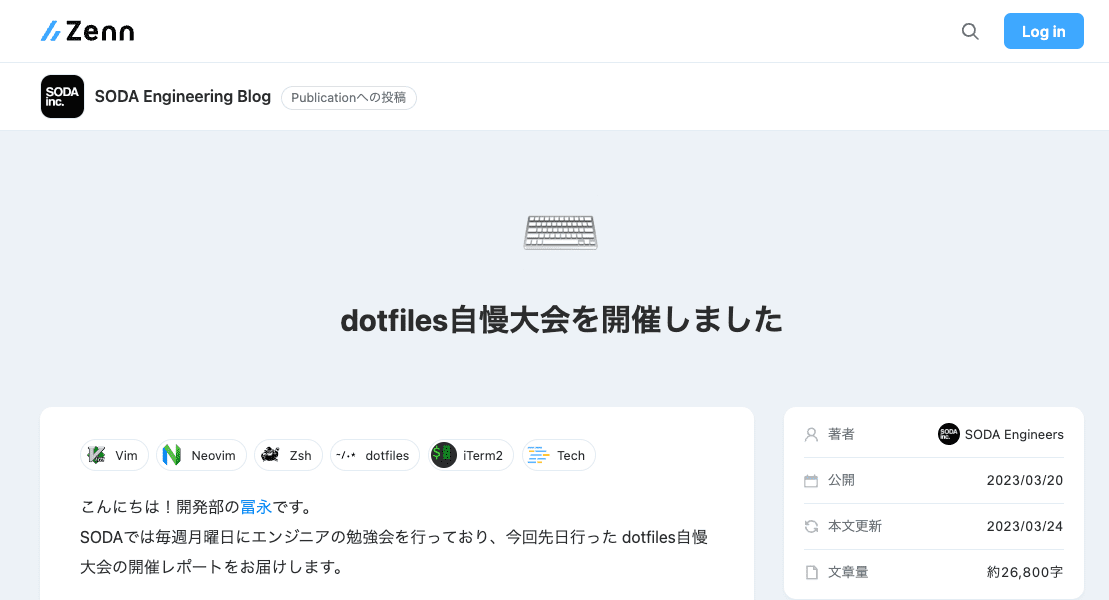 Zenn
Log in
SODA inc.
SODA Engineering Blog
Publicationへの投稿
dotfiles自慢大会を開催しました
Vim
Neovim
Zsh
dotfiles
iTerm2
Tech
こんにちは！開発部の冨永です。
SODAでは毎週月曜日にエンジニアの勉強会を行っており、今回先日行った dotfiles自慢
大会の開催レポートをお届けします。
著者
SODA inc.
SODA Engineers
公開
2023/03/20
本文更新
2023/03/24
文章量
約26,800字